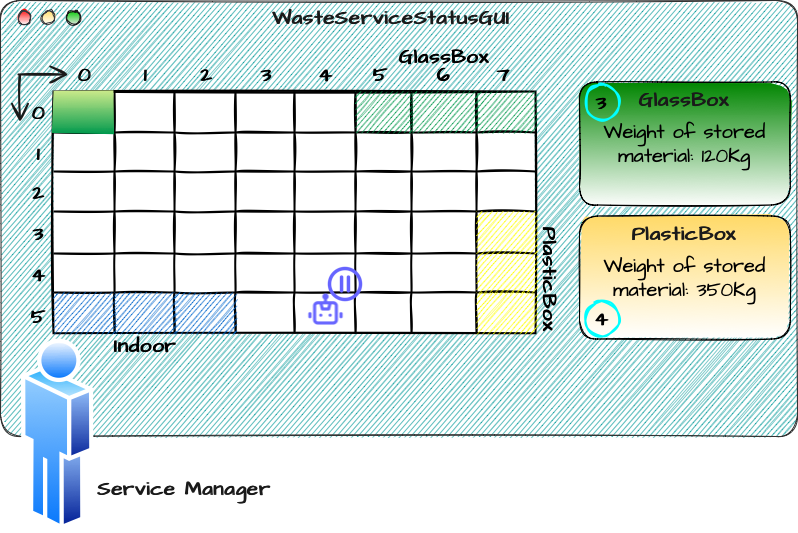 WasteServiceStatusGUI
GlassBox
0 1 2 3 4 5 6 7
0
1
2
3
4
5
PlasticBox
Indoor
3 GlassBox
Weight of stored
material: 120Kg
PlasticBox
Weight of stored
material: 350Kg
4
Service Manager